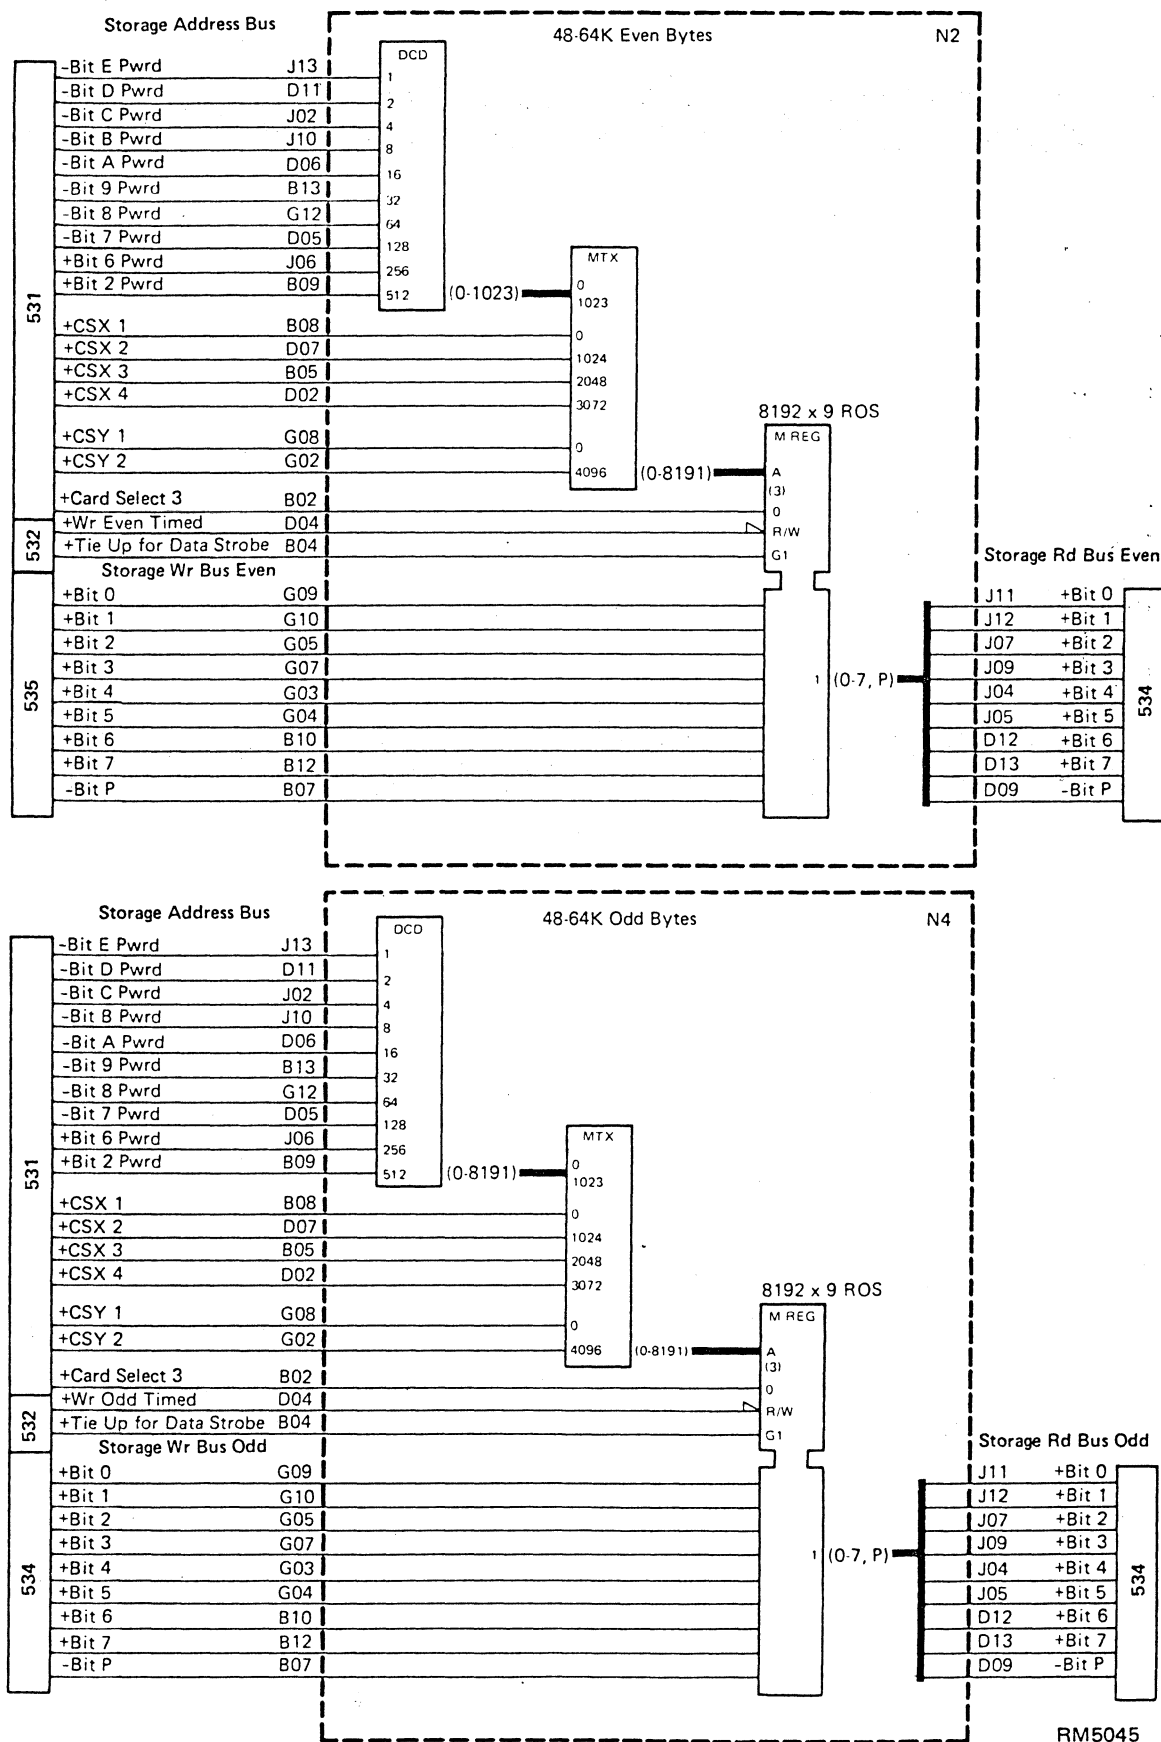 Storage Address Bus
48-64K Even Bytes
N2
DCD
531
-Bit E Pwrd J13 1
-Bit D Pwrd D11 2
-Bit C Pwrd J02 4
-Bit B Pwrd J10 8
-Bit A Pwrd D06 16
-Bit 9 Pwrd B13 32
-Bit 8 Pwrd G12 64
-Bit 7 Pwrd D05 128
+Bit 6 Pwrd J06 256
+Bit 2 Pwrd B09 512
(0-1023)
MTX
0
1023
+CSX 1 B08 0
+CSX 2 D07 1024
+CSX 3 B05 2048
+CSX 4 D02 3072
+CSY 1 G08 0
+CSY 2 G02 4096
(0-8191)
8192 x 9 ROS
M REG
A
(3)
+Card Select 3 B02 0
532
+Wr Even Timed D04 R/W
+Tie Up for Data Strobe B04 G1
Storage Wr Bus Even
535
+Bit 0 G09
+Bit 1 G10
+Bit 2 G05
+Bit 3 G07
+Bit 4 G03
+Bit 5 G04
+Bit 6 B10
+Bit 7 B12
-Bit P B07
1 (0-7, P)
Storage Rd Bus Even
J11 +Bit 0
J12 +Bit 1
J07 +Bit 2
J09 +Bit 3
J04 +Bit 4
J05 +Bit 5
D12 +Bit 6
D13 +Bit 7
D09 -Bit P
534
Storage Address Bus
48-64K Odd Bytes
N4
DCD
531
-Bit E Pwrd J13 1
-Bit D Pwrd D11 2
-Bit C Pwrd J02 4
-Bit B Pwrd J10 8
-Bit A Pwrd D06 16
-Bit 9 Pwrd B13 32
-Bit 8 Pwrd G12 64
-Bit 7 Pwrd D05 128
+Bit 6 Pwrd J06 256
+Bit 2 Pwrd B09 512
(0-8191)
MTX
0
1023
+CSX 1 B08 0
+CSX 2 D07 1024
+CSX 3 B05 2048
+CSX 4 D02 3072
+CSY 1 G08 0
+CSY 2 G02 4096
(0-8191)
8192 x 9 ROS
M REG
A
(3)
+Card Select 3 B02 0
532
+Wr Odd Timed D04 R/W
+Tie Up for Data Strobe B04 G1
Storage Wr Bus Odd
534
+Bit 0 G09
+Bit 1 G10
+Bit 2 G05
+Bit 3 G07
+Bit 4 G03
+Bit 5 G04
+Bit 6 B10
+Bit 7 B12
-Bit P B07
1 (0-7, P)
Storage Rd Bus Odd
J11 +Bit 0
J12 +Bit 1
J07 +Bit 2
J09 +Bit 3
J04 +Bit 4
J05 +Bit 5
D12 +Bit 6
D13 +Bit 7
D09 -Bit P
534
RM5045